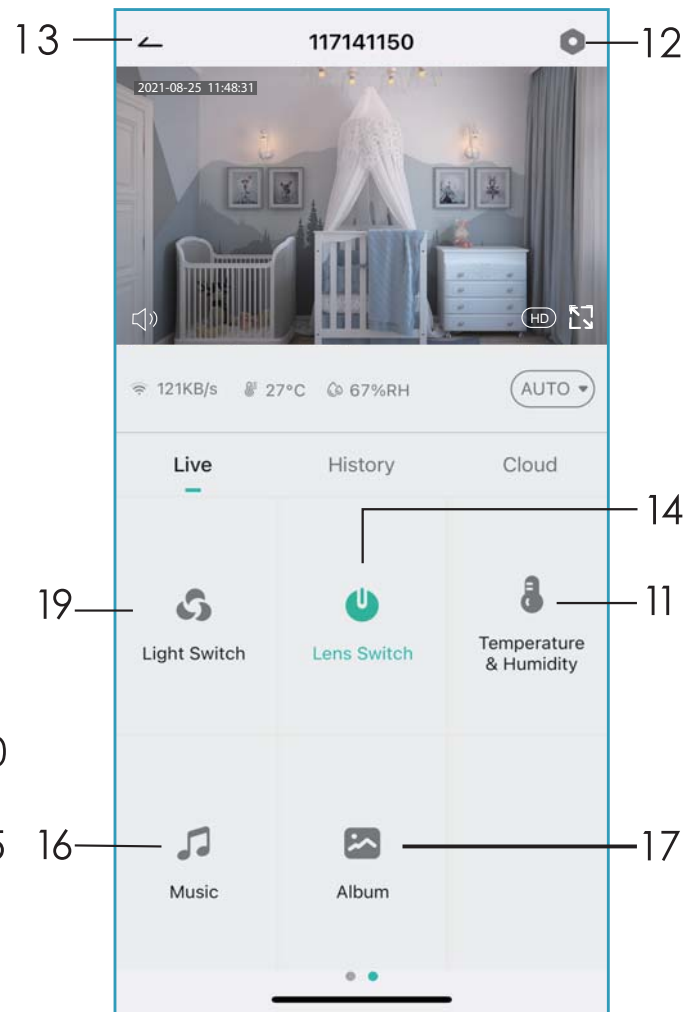 13 117141150 12
2021-08-25 11:48:31
HD
121KB/s 27°C 67%RH AUTO
Live History Cloud
14
19 11
Light Switch Lens Switch Temperature
& Humidity
16 17
Music Album